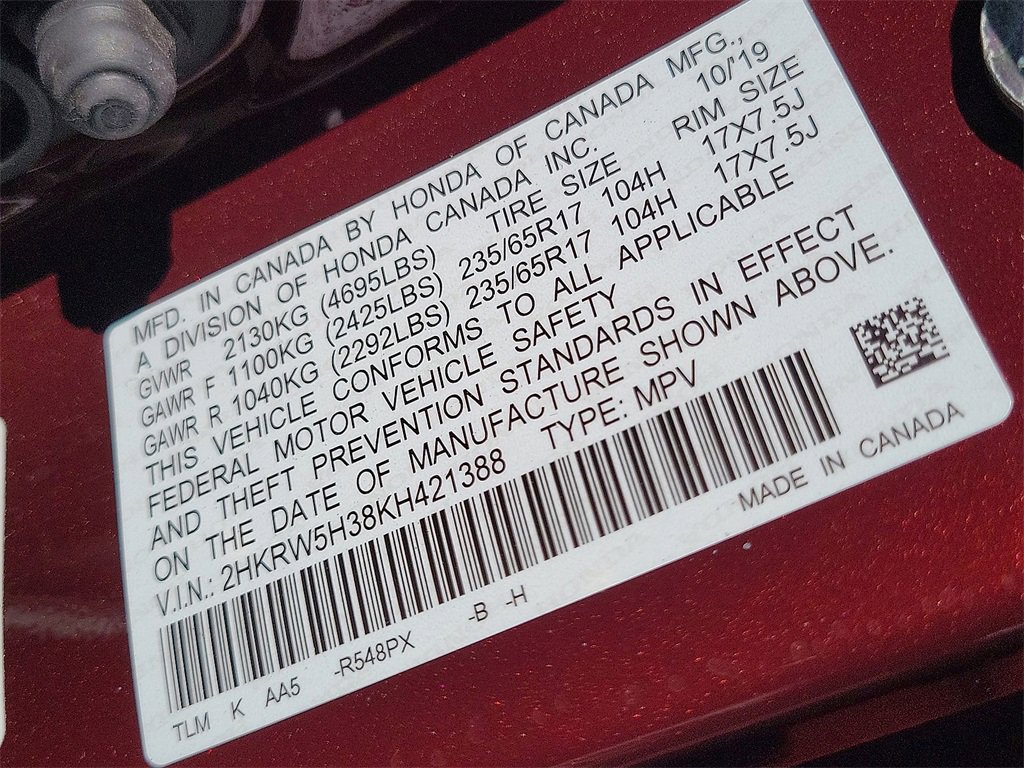 MFD. IN CANADA BY HONDA OF CANADA MFG.,
A DIVISION OF HONDA CANADA INC. 10/'19
GVWR 2130KG (4695LBS) TIRE SIZE RIM SIZE
GAWR F 1100KG (2425LBS) 235/65R17 104H 17X7.5J
GAWR R 1040KG (2292LBS) 235/65R17 104H 17X7.5J
THIS VEHICLE CONFORMS TO ALL APPLICABLE
FEDERAL MOTOR VEHICLE SAFETY
AND THEFT PREVENTION STANDARDS IN EFFECT
ON THE DATE OF MANUFACTURE SHOWN ABOVE.
V.I.N.: 2HKRW5H38KH421388 TYPE: MPV
TLM K AA5 -R548PX -B -H MADE IN CANADA